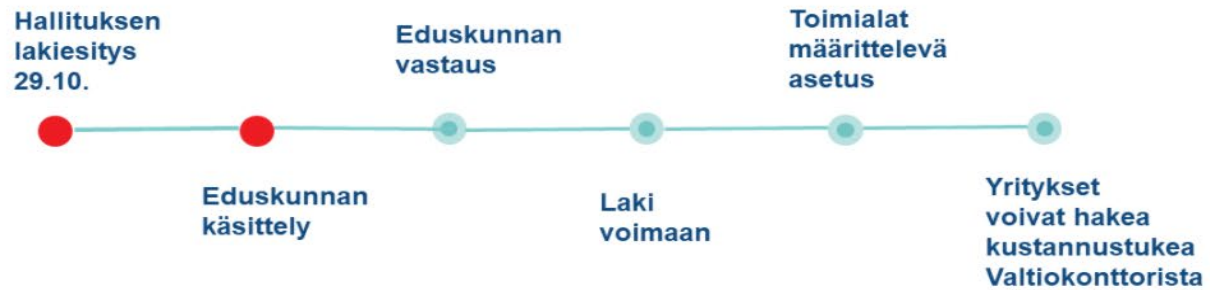 Hallituksen
lakiesitys
29.10.
Eduskunnan
käsittely
Eduskunnan
vastaus
Laki
voimaan
Toimialat
määrittelevä
asetus
Yritykset
voivat hakea
kustannustukea
Valtiokonttorista